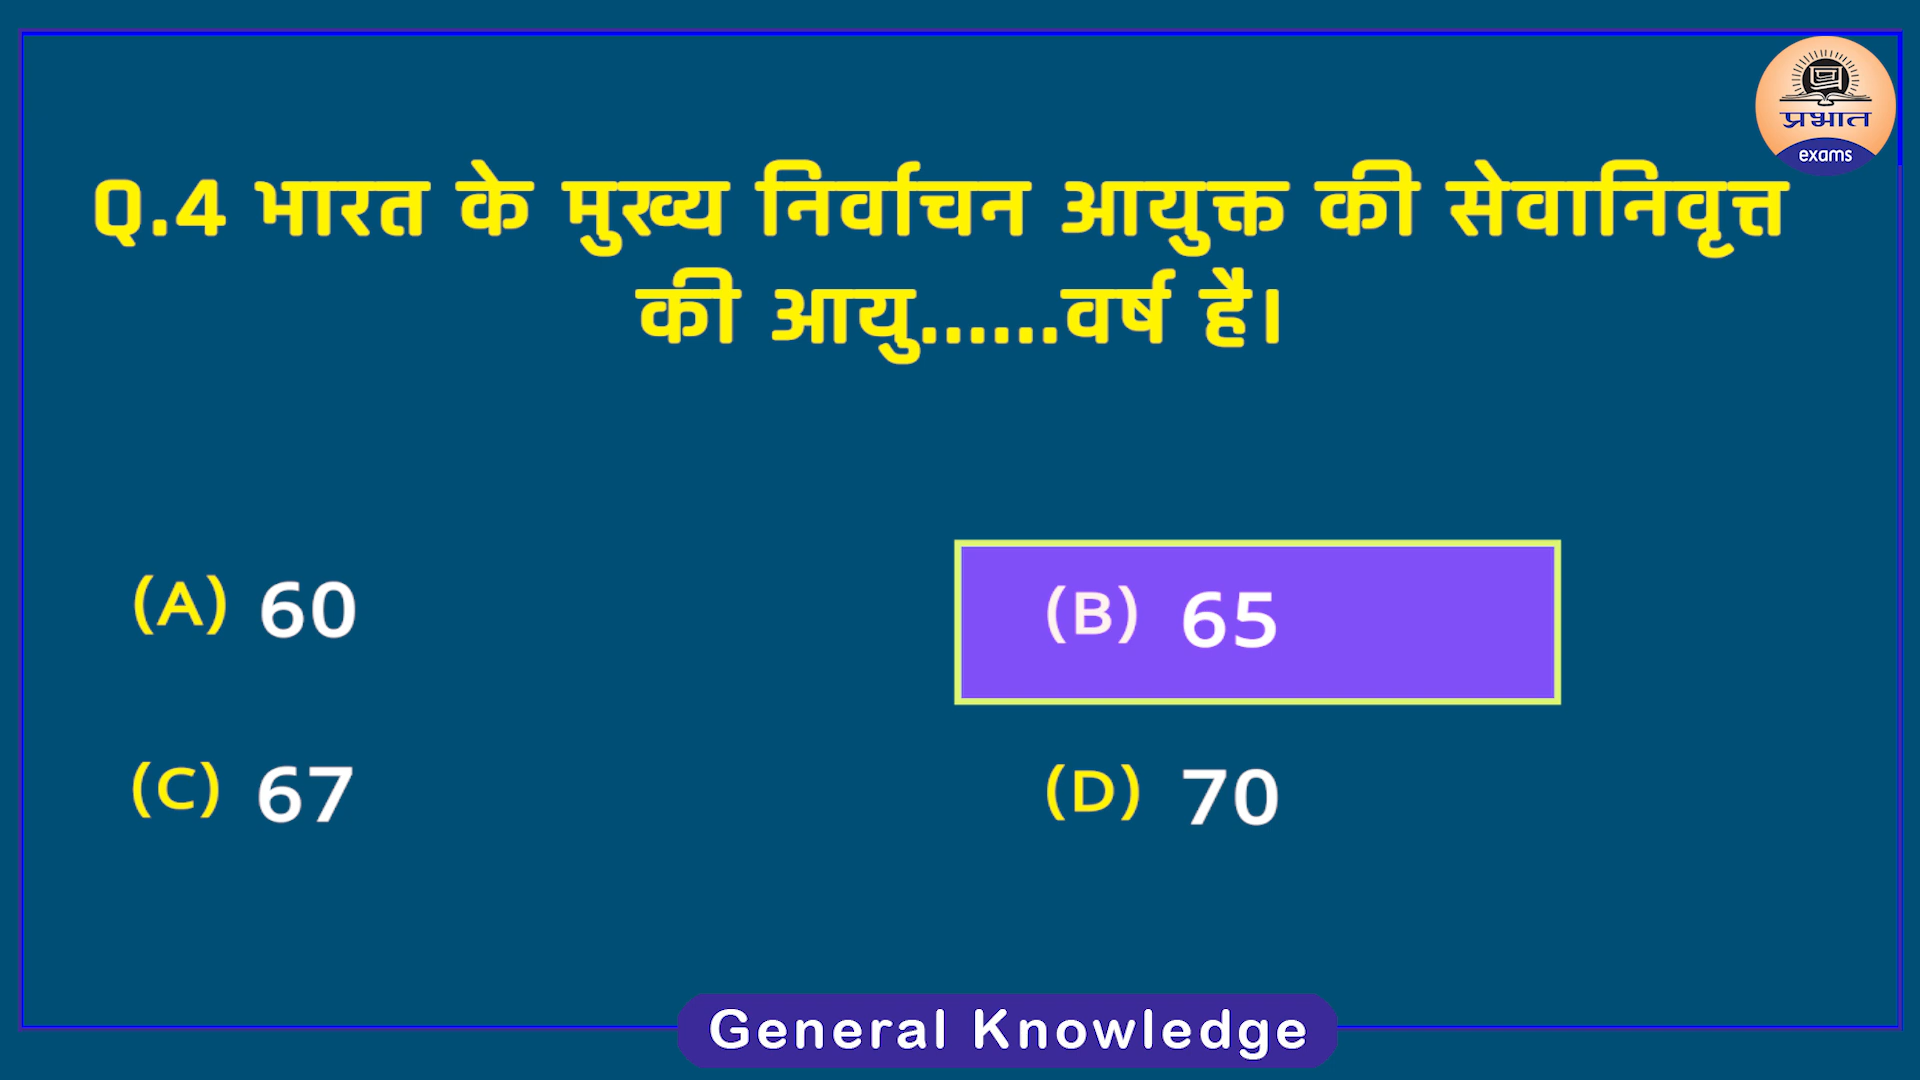 प्रभात
exams
Q.4 भारत के मुख्य निर्वाचन आयुक्त की सेवानिवृत्त
की आयु......वर्ष है।
(A) 60
(B) 65
(C) 67
(D) 70
General Knowledge